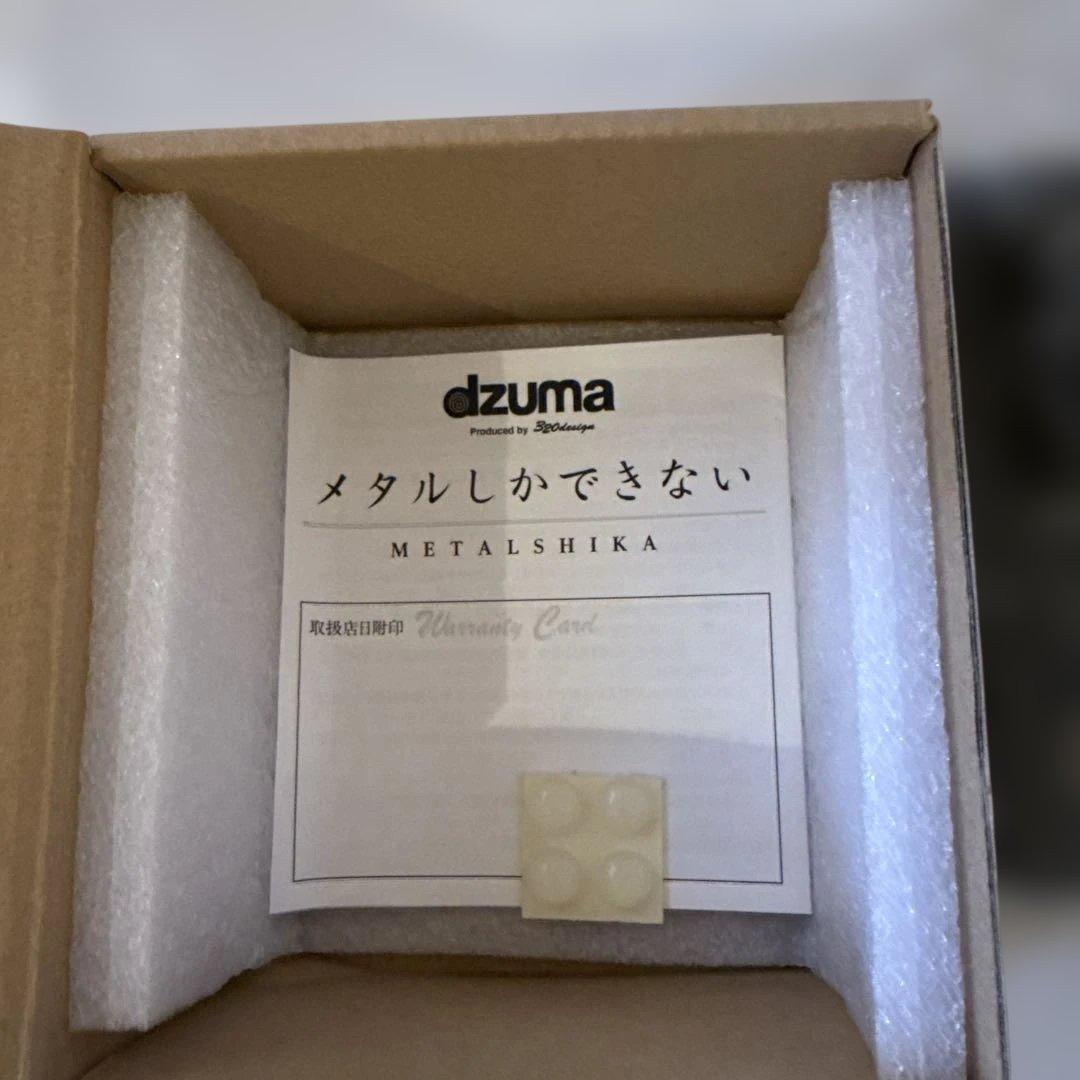 dzuma
Produced by 320design
メタルしかできない
METALSHIKA
取扱店日附印 Warranty Card